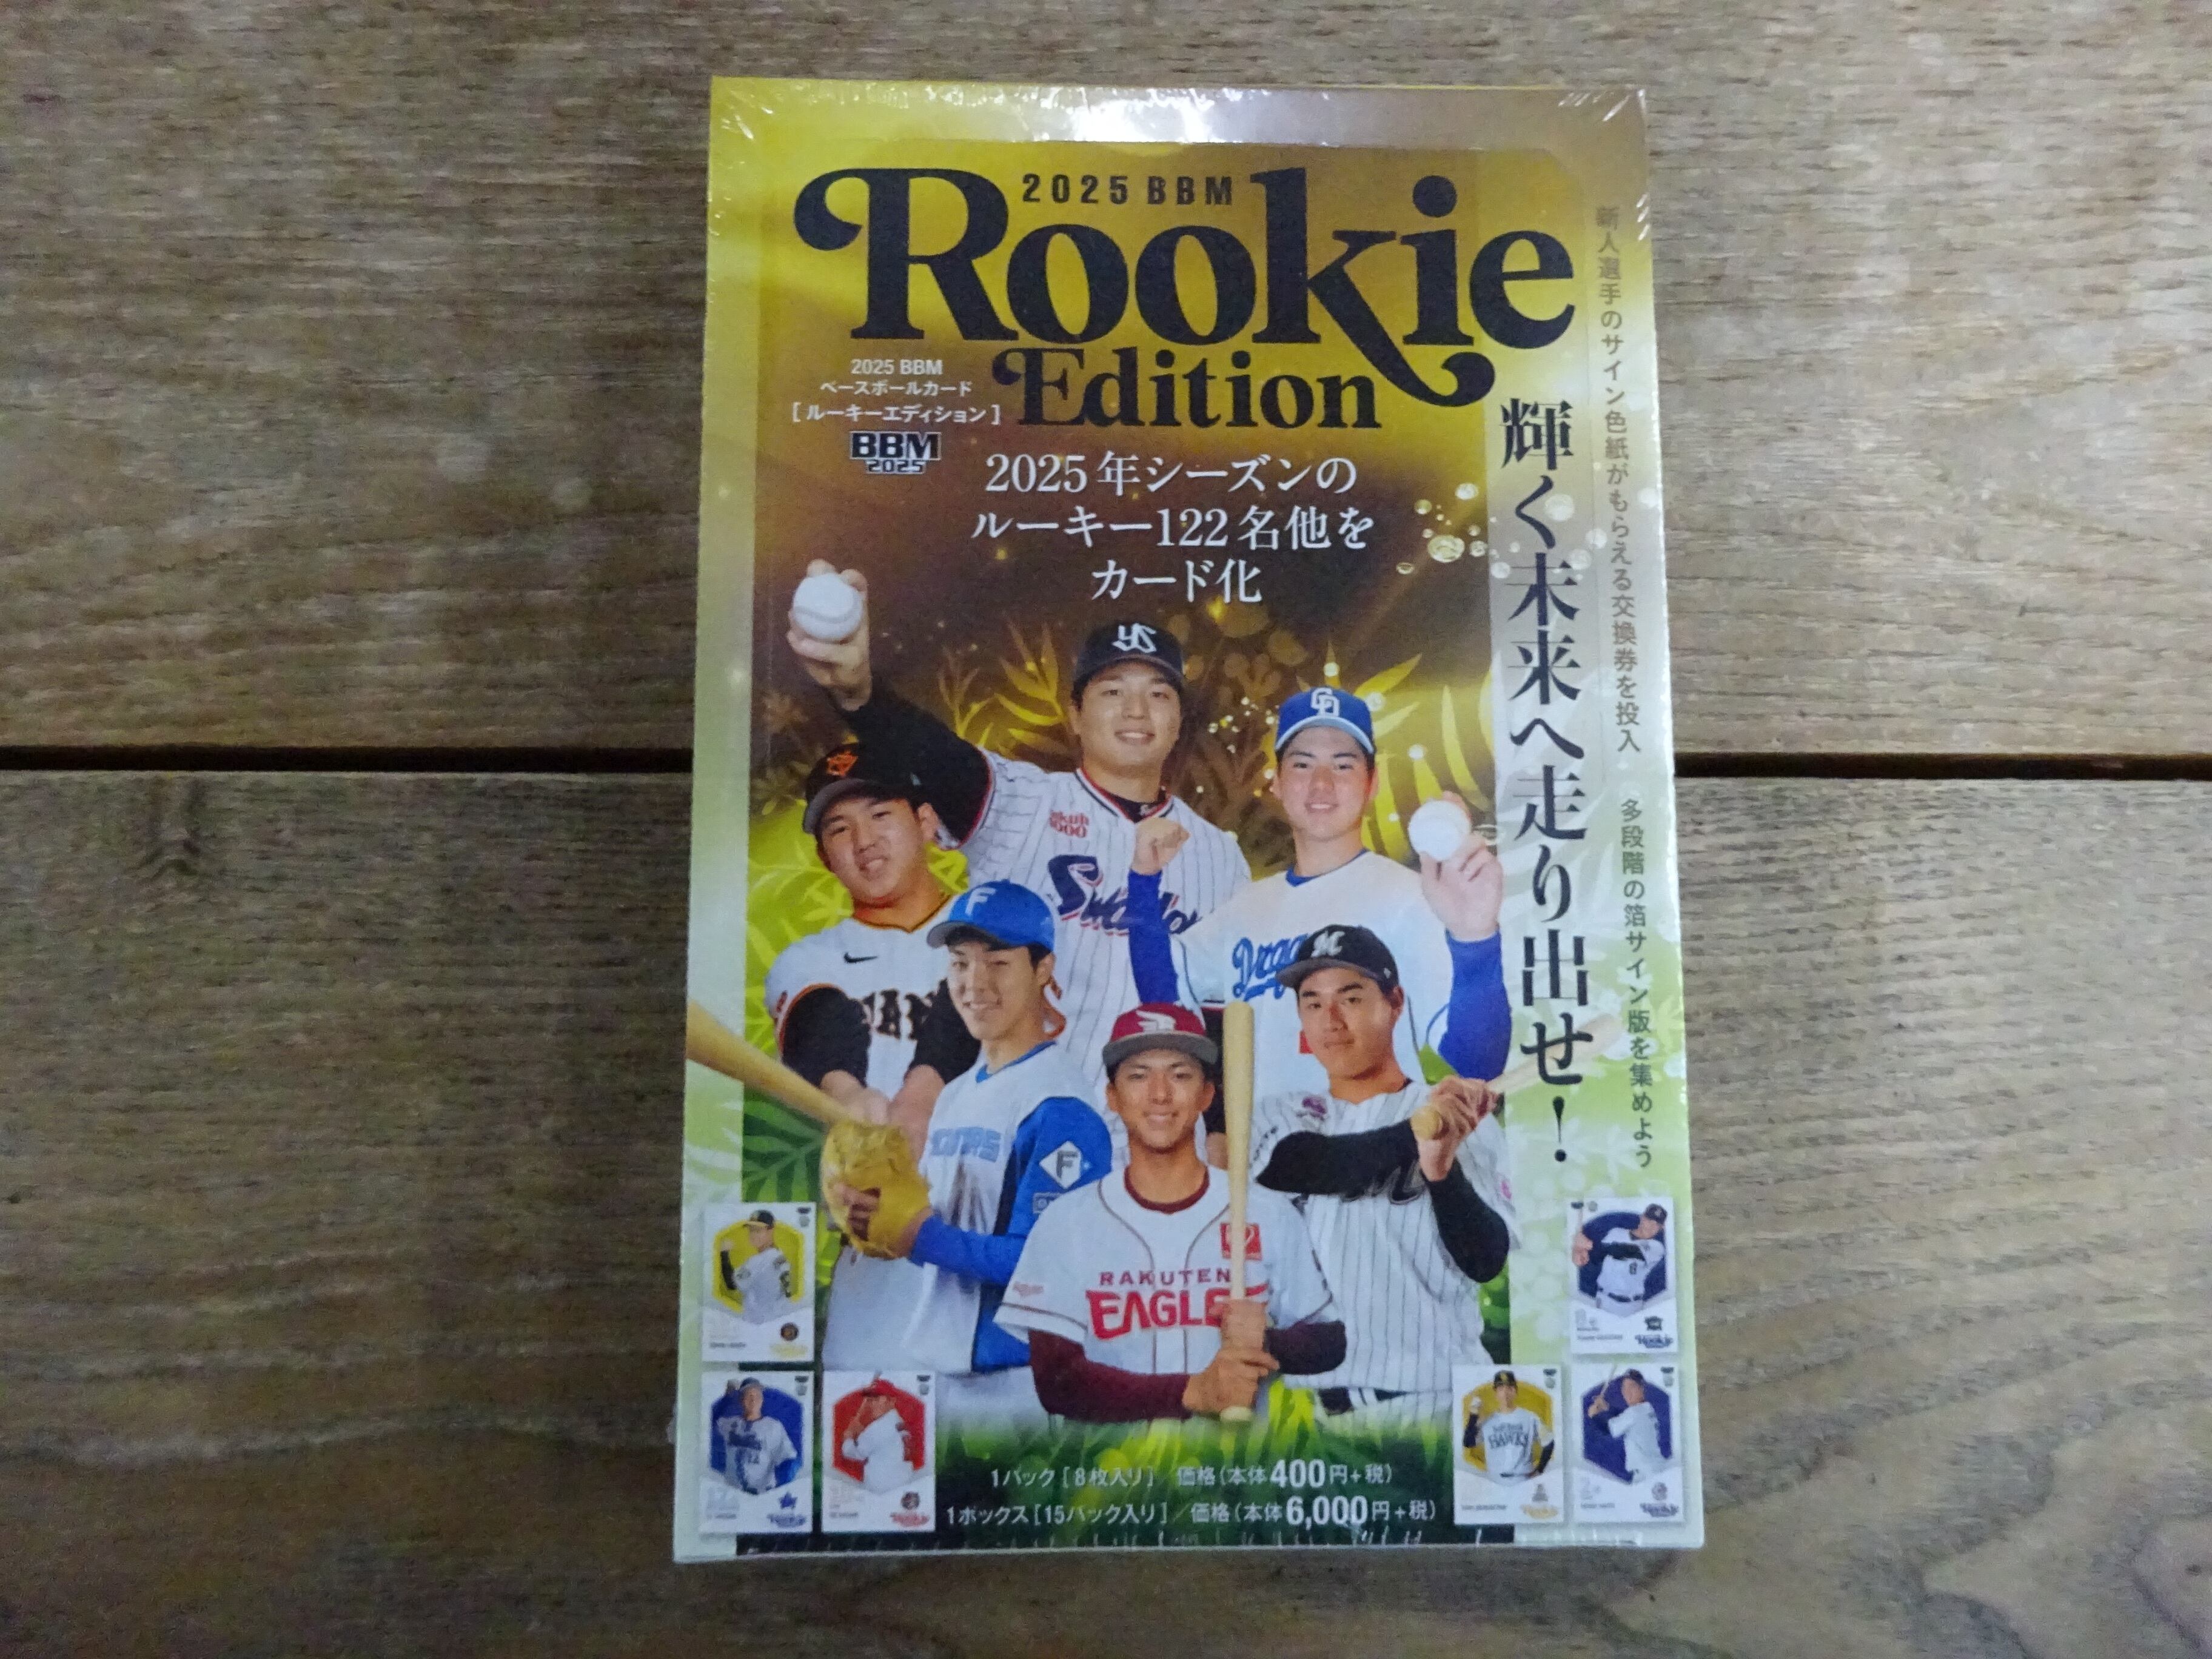 2025 BBM
Rookie
Edition
2025 BBM
ベースボールカード
[ ルーキーエディション ]
BBM
2025
2025年シーズンの
ルーキー122名他を
カード化
輝く未来へ走り出せ！
新人選手のサイン色紙がもらえる交換券を投入 多段階の箔サイン版を集めよう
YS
CD
F
M
Dra
F
RAKUTEN
EAGLE
1パック [ 8枚入り ] 価格(本体400円+税)
1ボックス [ 15パック入り ] / 価格(本体6,000円+税)